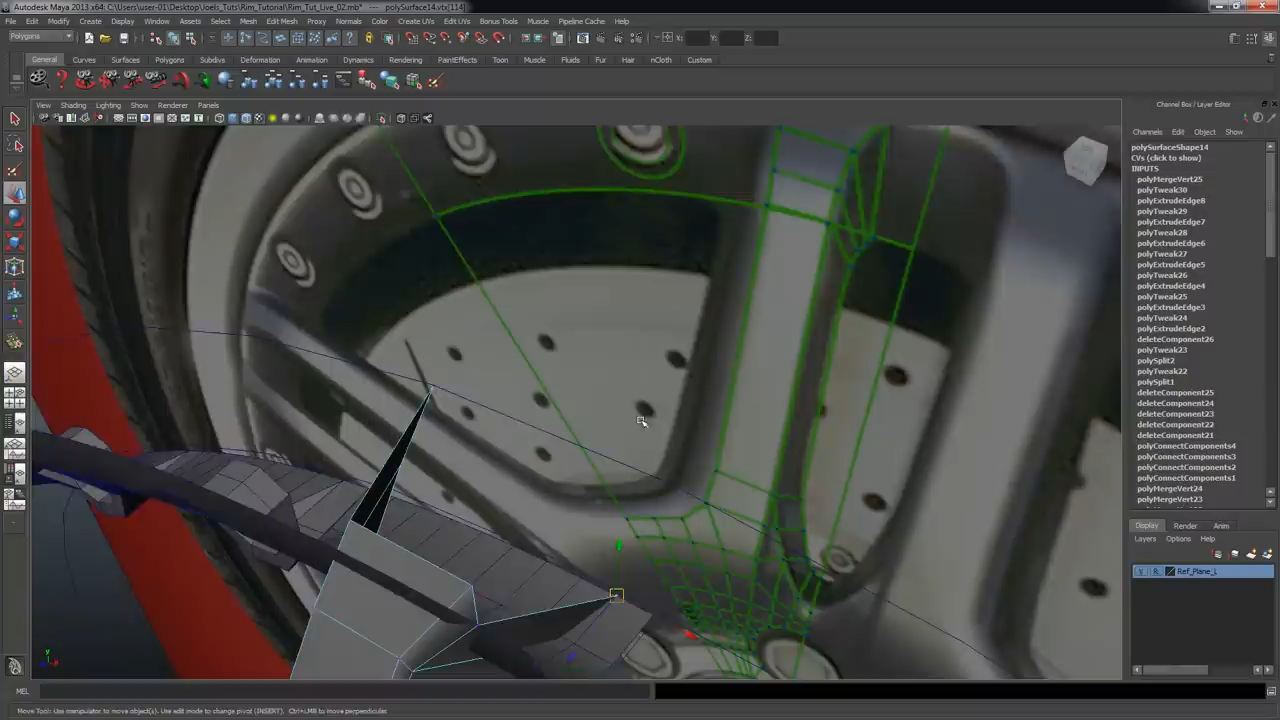 Autodesk Maya 2013 x64: C:\Users\user-01\Desktop\Joels_Tuts\Rim_Tutorial\Rim_Tut_Live_02.mb* --- polySurface14.vtx[114]
File Edit Modify Create Display Window Assets Select Mesh Edit Mesh Proxy Normals Color Create UVs Edit UVs Bonus Tools Muscle Pipeline Cache Help
Polygons X: Y: Z:
General Curves Surfaces Polygons Subdivs Deformation Animation Dynamics Rendering PaintEffects Toon Muscle Fluids Fur Hair nCloth Custom
View Shading Lighting Show Renderer Panels
Channel Box / Layer Editor
Channels Edit Object Show
polySurfaceShape14
CVs (click to show)
INPUTS
polyMergeVert25
polyTweak30
polyExtrudeEdge8
polyTweak29
polyExtrudeEdge7
polyTweak28
polyExtrudeEdge6
polyTweak27
polyExtrudeEdge5
polyTweak26
polyExtrudeEdge4
polyTweak25
polyExtrudeEdge3
polyTweak24
polyExtrudeEdge2
deleteComponent26
polyTweak23
polySplit2
polyTweak22
polySplit1
deleteComponent25
deleteComponent24
deleteComponent23
deleteComponent22
deleteComponent21
polyConnectComponents4
polyConnectComponents3
polyConnectComponents2
polyConnectComponents1
polyMergeVert24
polyMergeVert23
Display Render Anim
Layers Options Help
V R Ref_Plane_L
MEL
Move Tool: Use manipulator to move object(s). Use edit mode to change pivot (INSERT). Ctrl+LMB to move perpendicular.